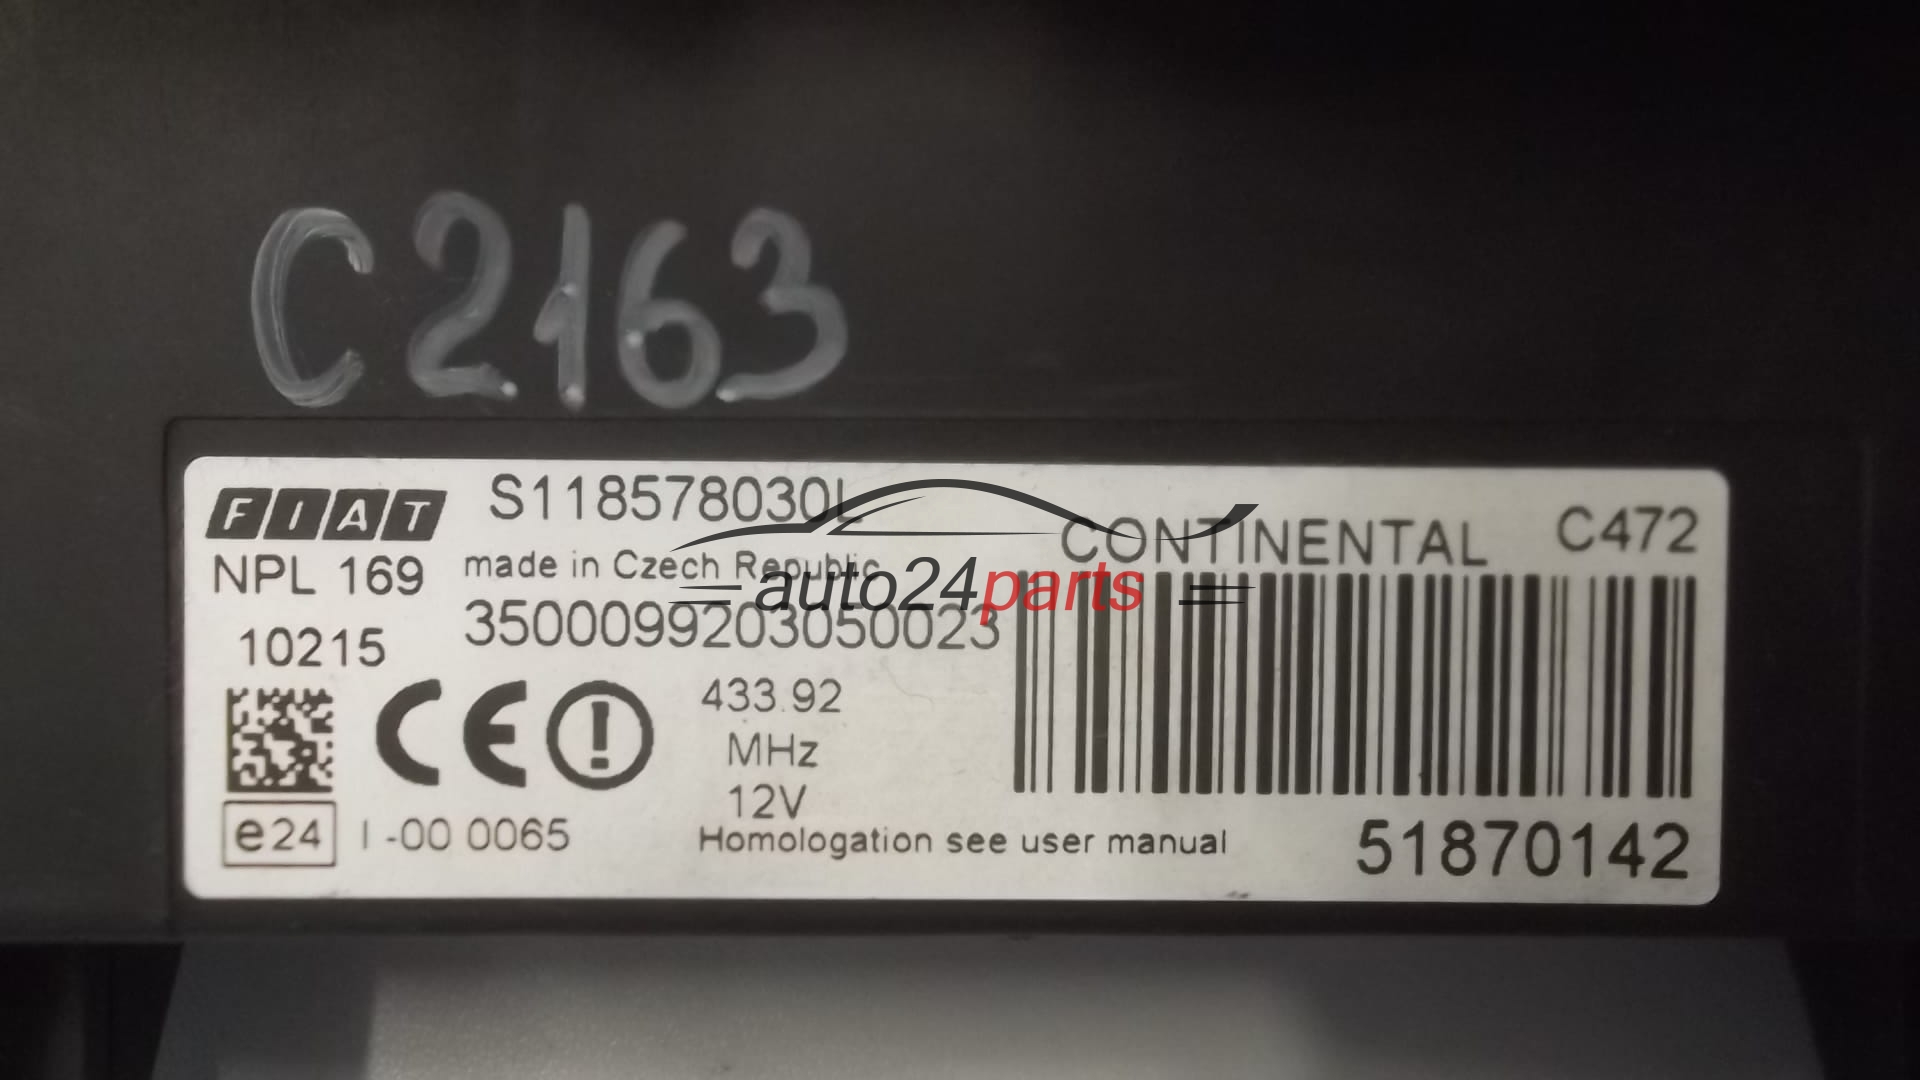 C2163
FIAT
S118578030L
CONTINENTAL
C472
NPL 169
made in Czech Republic
auto24parts
10215
3500099203050023
433.92
MHz
12V
CE
e24
I -00 0065
Homologation see user manual
51870142